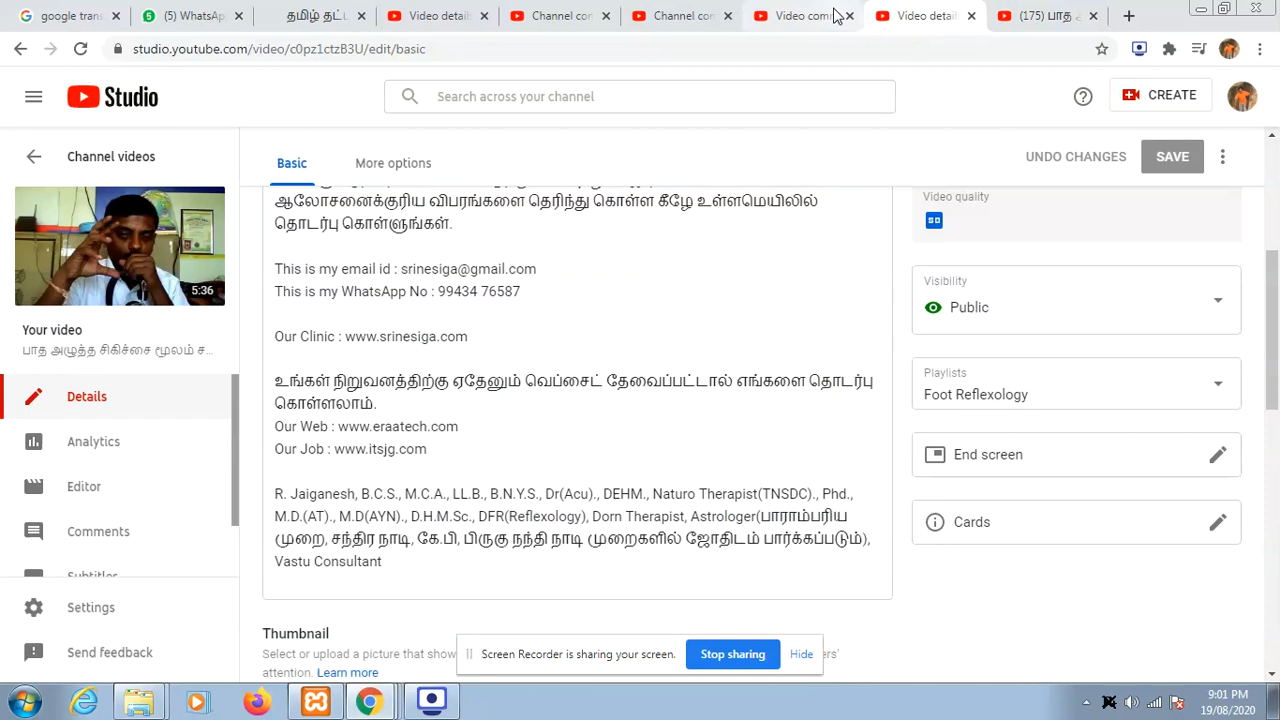 google trans
(5) WhatsAp
தமிழ் தட்
Video detail
Channel con
Channel con
Video com
Video detail
(175) பாத அ
studio.youtube.com/video/c0pz1ctzB3U/edit/basic
Studio
Search across your channel
CREATE
Channel videos
Basic
More options
UNDO CHANGES
SAVE
5:36
Your video
பாத அழுத்த சிகிச்சை மூலம் ச...
Details
Analytics
Editor
Comments
Subtitles
Settings
Send feedback
ஆலோசனைக்குரிய விபரங்களை தெரிந்து கொள்ள கீழே உள்ளமெயிலில்
தொடர்பு கொள்ளுங்கள்.
This is my email id : srinesiga@gmail.com
This is my WhatsApp No : 99434 76587
Our Clinic : www.srinesiga.com
உங்கள் நிறுவனத்திற்கு ஏதேனும் வெப்சைட் தேவைப்பட்டால் எங்களை தொடர்பு
கொள்ளலாம்.
Our Web : www.eraatech.com
Our Job : www.itsjg.com
R. Jaiganesh, B.C.S., M.C.A., LL.B., B.N.Y.S., Dr(Acu)., DEHM., Naturo Therapist(TNSDC)., Phd.,
M.D.(AT)., M.D(AYN)., D.H.M.Sc., DFR(Reflexology), Dorn Therapist, Astrologer(பாராம்பரிய
முறை, சந்திர நாடி, கே.பி, பிருகு நந்தி நாடி முறைகளில் ஜோதிடம் பார்க்கப்படும்),
Vastu Consultant
Thumbnail
Select or upload a picture that show
ers'
attention. Learn more
Video quality
SD
Visibility
Public
Playlists
Foot Reflexology
End screen
Cards
Screen Recorder is sharing your screen.
Stop sharing
Hide
9:01 PM
19/08/2020